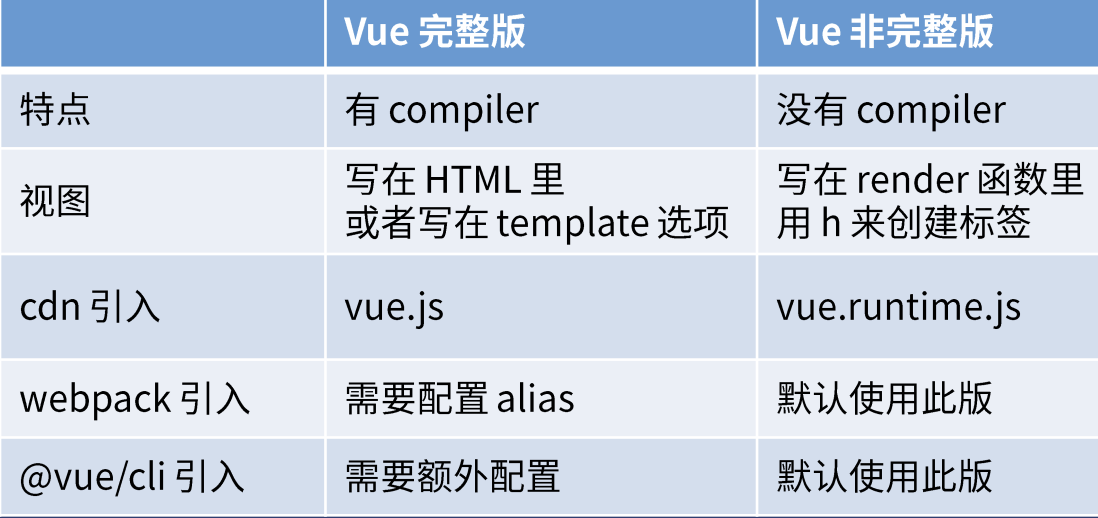 Vue 完整版
Vue 非完整版
特点
有 compiler
没有 compiler
视图
写在 HTML 里
或者写在 template 选项
写在 render 函数里
用 h 来创建标签
cdn 引入
vue.js
vue.runtime.js
webpack 引入
需要配置 alias
默认使用此版
@vue/cli 引入
需要额外配置
默认使用此版